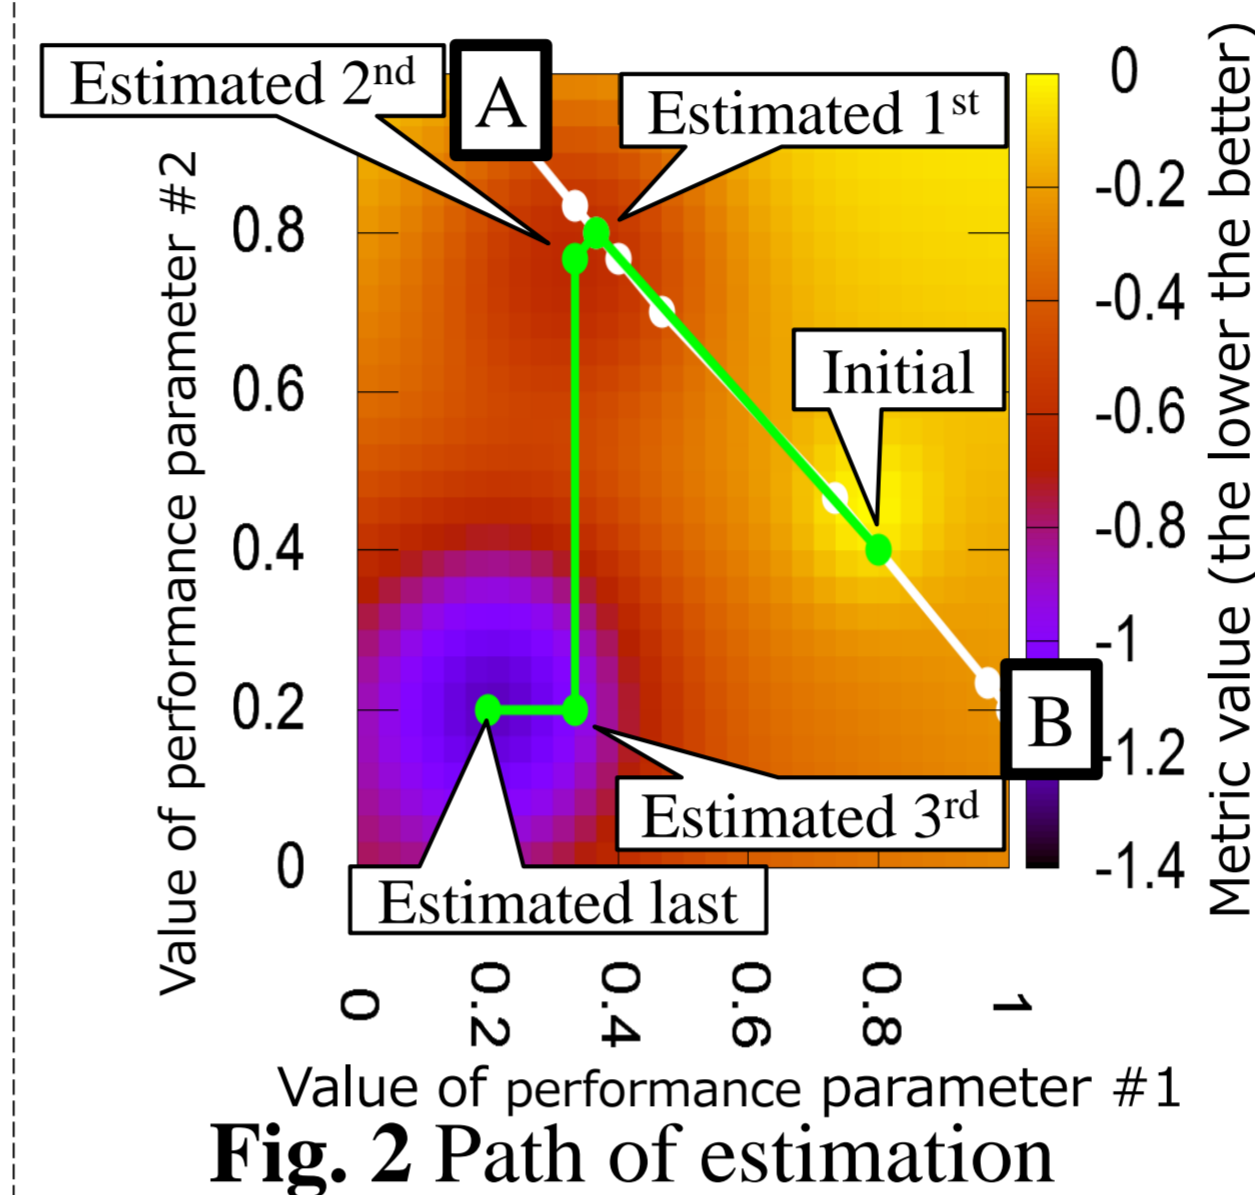 Estimated 2nd
A
Estimated 1st
Initial
B
Estimated 3rd
Estimated last
Value of performance parameter #2
0.8
0.6
0.4
0.2
0
0
0.2
0.4
0.6
0.8
1
Value of performance parameter #1
0
-0.2
-0.4
-0.6
-0.8
-1
-1.2
-1.4
Metric value (the lower the better)
Fig. 2 Path of estimation